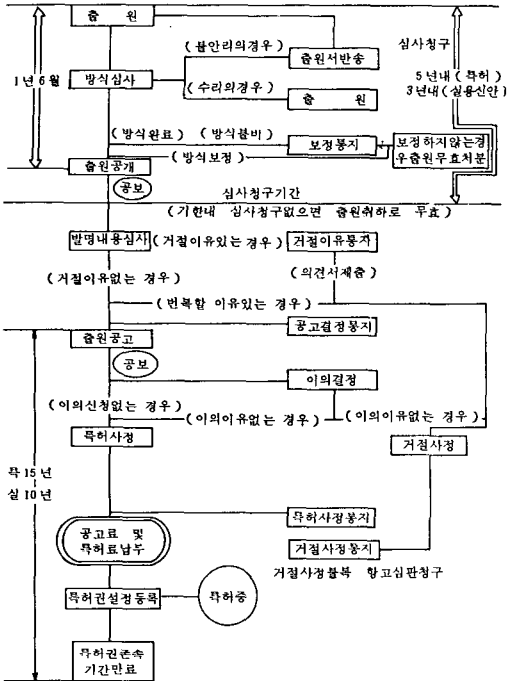 출 원
( 불안리의경우 )
출원서반송
심사청구
1년 6월
방식심사
5년내 ( 특허 )
3년내 (실용신안 )
( 수리의경우 )
출 원
( 방식완료 ) ( 방식불비 )
보정통지
보정하지않는경
우출원무효처분
( 방식보정 )
출원공개
공보
심사청구기간
( 기한내 심사청구없으면 출원취하로 무효 )
발명내용심사
( 거절이유있는 경우 )
거절이유통지
( 거절이유없는 경우 )
( 의견서제출 )
( 번복할 이유있는 경우 )
공고결정통지
출원공고
공보
이의결정
( 이의신청없는 경우 )
( 이의이유없는 경우 )
( 이의이유없는 경우 )
특허사정
거절사정
특 15 년
실 10 년
특허사정통지
공고료 및
특허료납부
거절사정통지
거절사정불복 항고심판청구
특허권설정등록
특허증
특허권존속
기간만료